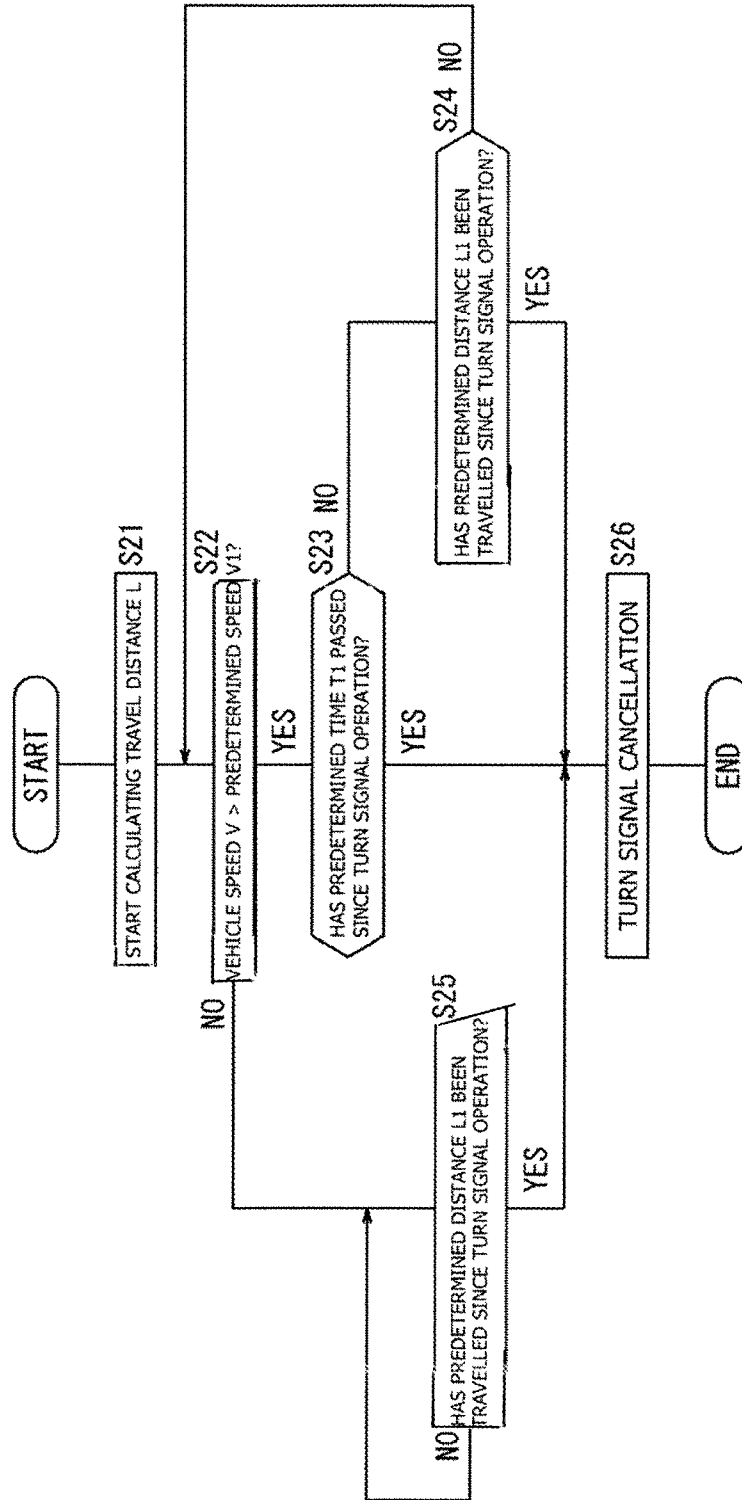 START
START CALCULATING TRAVEL DISTANCE L
S21
VEHICLE SPEED V > PREDETERMINED SPEED V1?
S22
NO
YES
HAS PREDETERMINED TIME T1 PASSED
SINCE TURN SIGNAL OPERATION?
S23
NO
YES
HAS PREDETERMINED DISTANCE L1 BEEN
TRAVELLED SINCE TURN SIGNAL OPERATION?
S24
NO
YES
HAS PREDETERMINED DISTANCE L1 BEEN
TRAVELLED SINCE TURN SIGNAL OPERATION?
S25
NO
YES
TURN SIGNAL CANCELLATION
S26
END